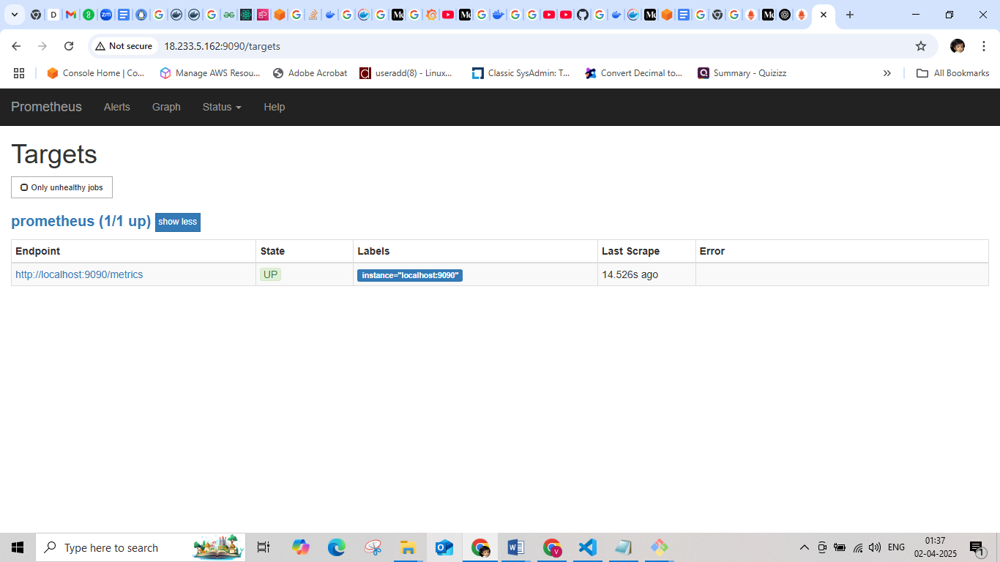 Not secure 18.233.5.162:9090/targets
Console Home | Co... Manage AWS Resou... Adobe Acrobat useradd(8) - Linux... Classic SysAdmin: T... Convert Decimal to... Summary - Quizizz » All Bookmarks
Prometheus Alerts Graph Status Help
Targets
Only unhealthy jobs
prometheus (1/1 up) show less
Endpoint State Labels Last Scrape Error
http://localhost:9090/metrics UP instance="localhost:9090" 14.526s ago
Type here to search ENG 01:37
02-04-2025